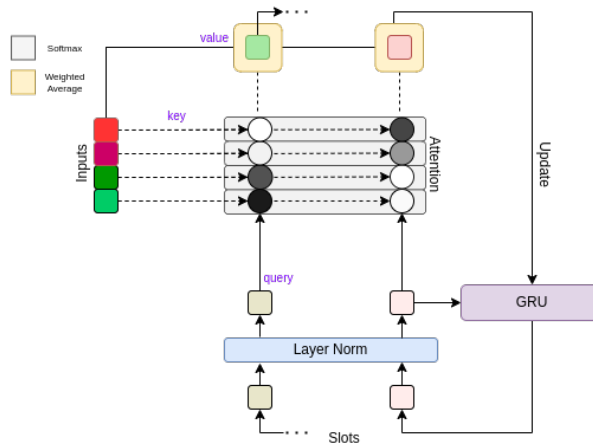 value
Softmax
Weighted
Average
key
Inputs
Attention
Update
query
GRU
Layer Norm
Slots